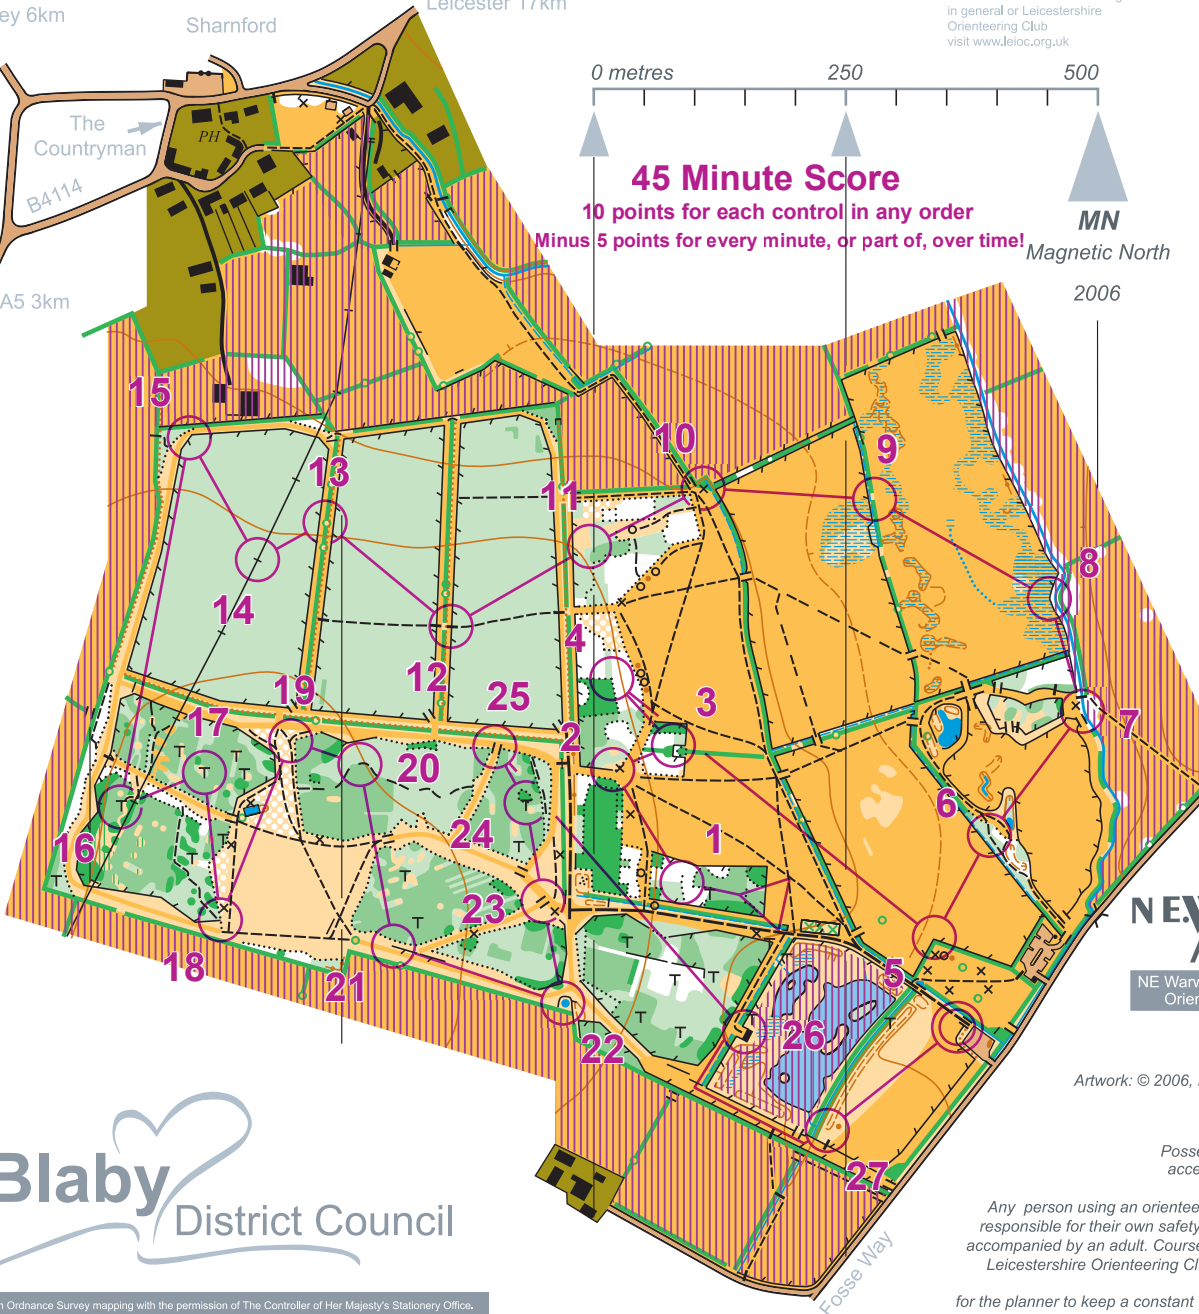 ey 6km
Sharnford
Leicester 17km
in general or Leicestershire
Orienteering Club
visit www.leioc.org.uk
0 metres 250 500
The
Countryman
PH
B4114
45 Minute Score
10 points for each control in any order
Minus 5 points for every minute, or part of, over time!
MN
Magnetic North
2006
A5 3km
15
10
9
13
11
8
14
4
12
19
25
3
17
2
7
20
6
24
1
16
23
18
5
21
26
22
27
NE
NE Warw
Orien
Artwork: © 2006,
Posse
acce
Any person using an orientee
responsible for their own safety
accompanied by an adult. Course
Leicestershire Orienteering Cl
for the planner to keep a constant
Blaby
District Council
Fosse Way
n Ordnance Survey mapping with the permission of The Controller of Her Majesty's Stationery Office.